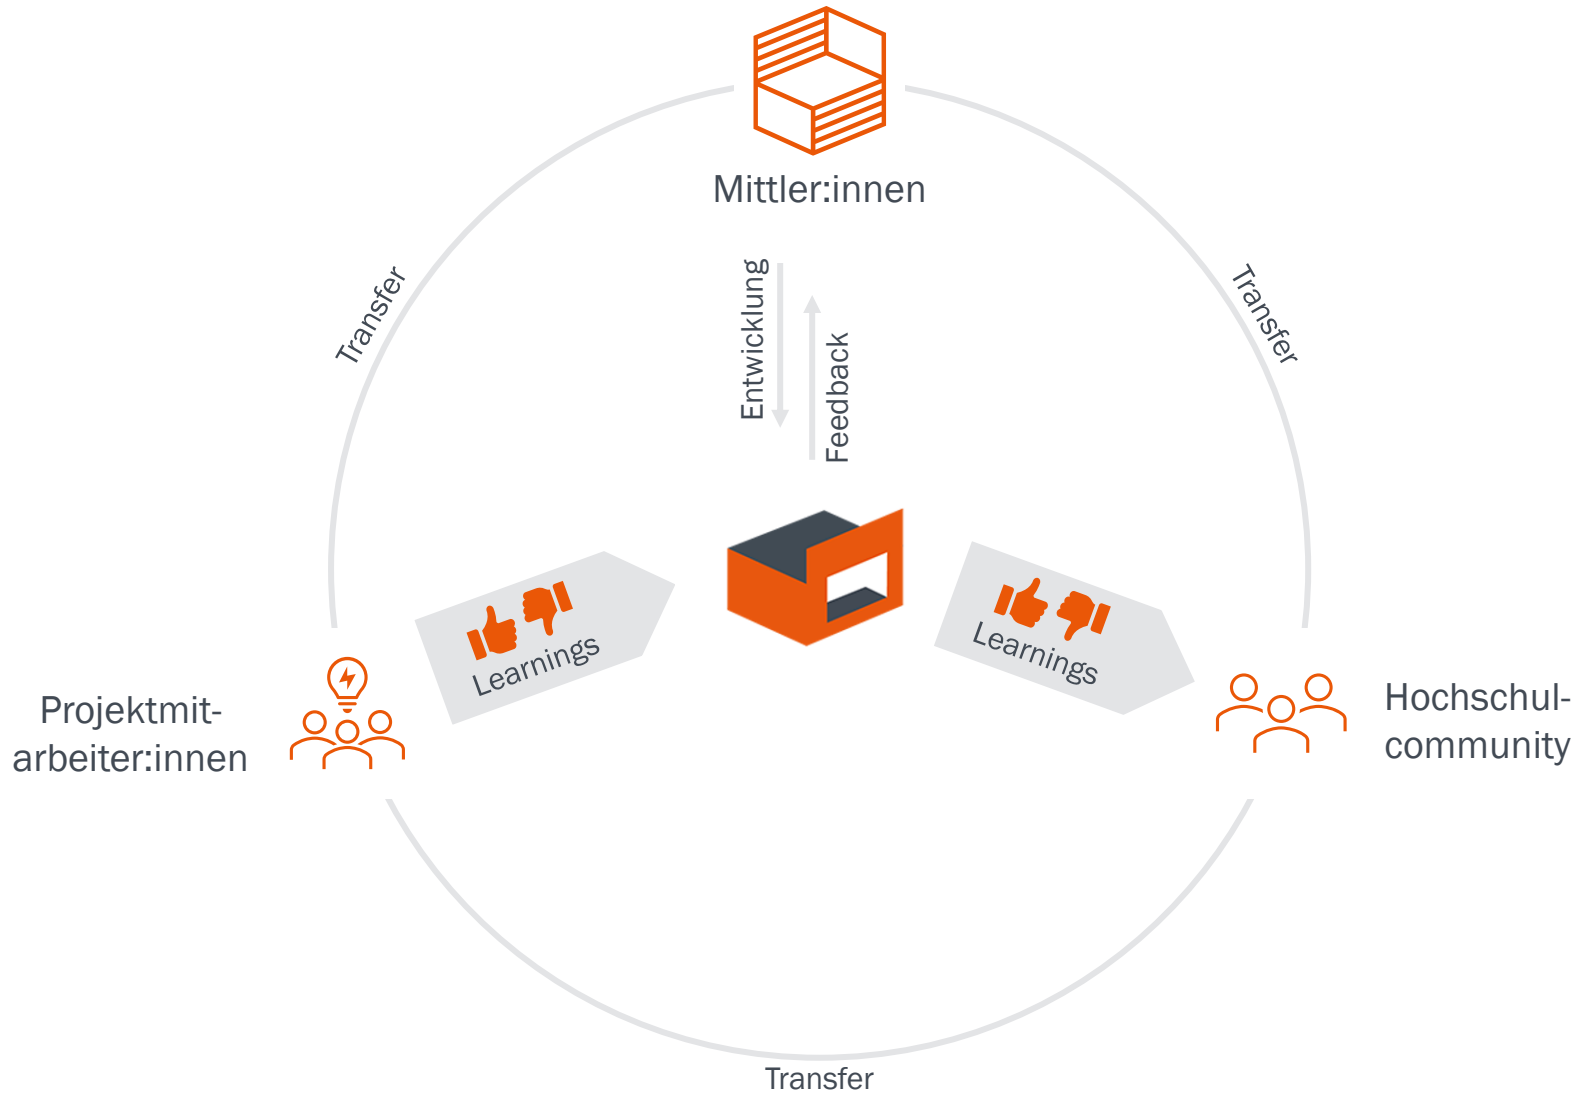 Mittler:innen
Transfer
Transfer
Entwicklung
Feedback
Learnings
Learnings
Projektmit-
arbeiter:innen
Hochschul-
community
Transfer